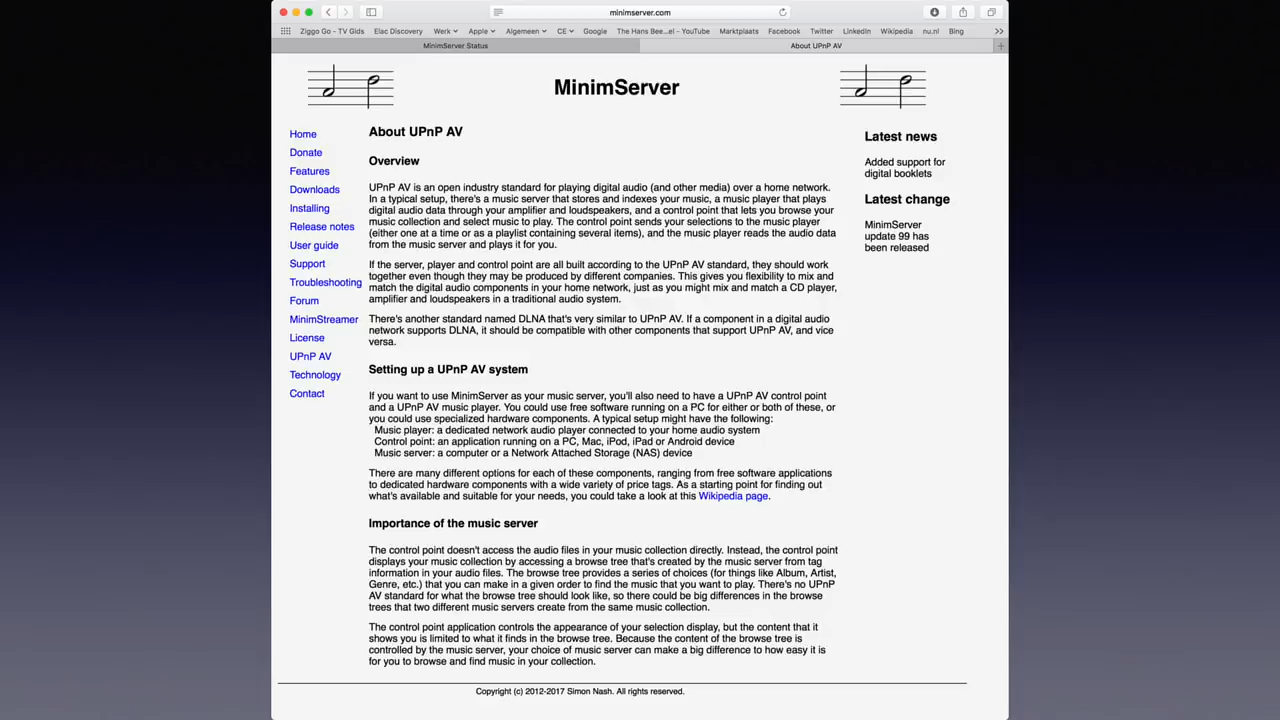 minimserver.com
Ziggo Go - TV Gids Elac Discovery Werk Apple Algemeen CE Google The Hans Bee...el - YouTube Marktplaats Facebook Twitter LinkedIn Wikipedia nu.nl Bing
MinimServer Status About UPnP AV
MinimServer
Home
Donate
Features
Downloads
Installing
Release notes
User guide
Support
Troubleshooting
Forum
MinimStreamer
License
UPnP AV
Technology
Contact
About UPnP AV
Overview
UPnP AV is an open industry standard for playing digital audio (and other media) over a home network.
In a typical setup, there's a music server that stores and indexes your music, a music player that plays
digital audio data through your amplifier and loudspeakers, and a control point that lets you browse your
music collection and select music to play. The control point sends your selections to the music player
(either one at a time or as a playlist containing several items), and the music player reads the audio data
from the music server and plays it for you.
If the server, player and control point are all built according to the UPnP AV standard, they should work
together even though they may be produced by different companies. This gives you flexibility to mix and
match the digital audio components in your home network, just as you might mix and match a CD player,
amplifier and loudspeakers in a traditional audio system.
There's another standard named DLNA that's very similar to UPnP AV. If a component in a digital audio
network supports DLNA, it should be compatible with other components that support UPnP AV, and vice
versa.
Setting up a UPnP AV system
If you want to use MinimServer as your music server, you'll also need to have a UPnP AV control point
and a UPnP AV music player. You could use free software running on a PC for either or both of these, or
you could use specialized hardware components. A typical setup might have the following:
Music player: a dedicated network audio player connected to your home audio system
Control point: an application running on a PC, Mac, iPod, iPad or Android device
Music server: a computer or a Network Attached Storage (NAS) device
There are many different options for each of these components, ranging from free software applications
to dedicated hardware components with a wide variety of price tags. As a starting point for finding out
what's available and suitable for your needs, you could take a look at this Wikipedia page.
Importance of the music server
The control point doesn't access the audio files in your music collection directly. Instead, the control point
displays your music collection by accessing a browse tree that's created by the music server from tag
information in your audio files. The browse tree provides a series of choices (for things like Album, Artist,
Genre, etc.) that you can make in a given order to find the music that you want to play. There's no UPnP
AV standard for what the browse tree should look like, so there could be big differences in the browse
trees that two different music servers create from the same music collection.
The control point application controls the appearance of your selection display, but the content that it
shows you is limited to what it finds in the browse tree. Because the content of the browse tree is
controlled by the music server, your choice of music server can make a big difference to how easy it is
for you to browse and find music in your collection.
Latest news
Added support for
digital booklets
Latest change
MinimServer
update 99 has
been released
Copyright (c) 2012-2017 Simon Nash. All rights reserved.